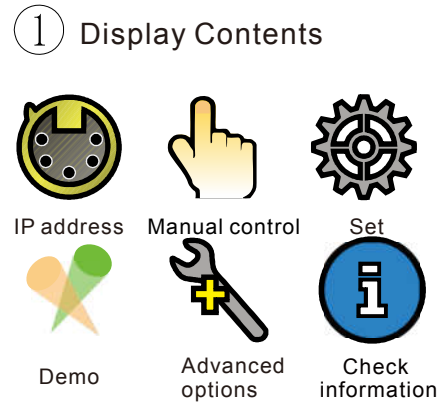 ① Display Contents
IP address Manual control Set
Demo Advanced options Check information